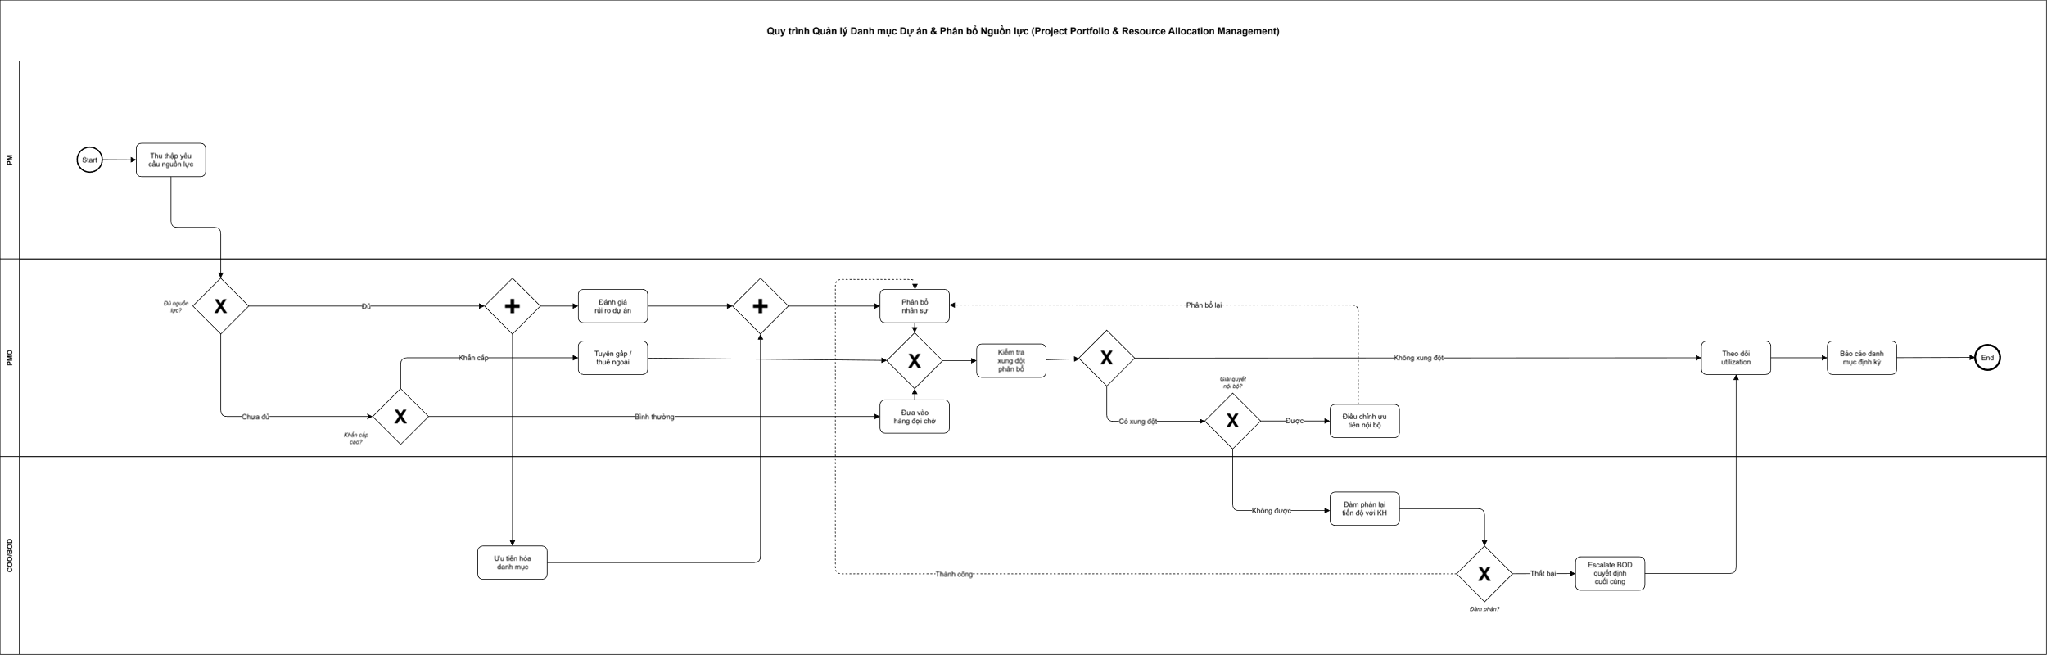 Quy trình Quản lý Danh mục Dự án & Phân bổ Nguồn lực (Project Portfolio & Resource Allocation Management)
PM
Start
Thu thập yêu
cầu nguồn lực
PMO
Đủ nguồn
lực?
X
Đủ
+
Đánh giá
rủi ro dự án
+
Phân bổ
nhân sự
Phân bổ lại
Khẩn cấp
Tuyển gấp /
thuê ngoài
X
Kiểm tra
xung đột
phân bổ
X
Không xung đột
Theo dõi
utilization
Báo cáo danh
mục định kỳ
End
Chưa đủ
X
Khẩn cấp
cao?
Bình thường
Đưa vào
hàng đợi chờ
Có xung đột
Giải quyết
nội bộ?
X
Được
Điều chỉnh ưu
tiên nội bộ
COO/BOD
Không được
Đàm phán lại
tiến độ với KH
Ưu tiên hóa
danh mục
Thành công
X
Đàm phán?
Thất bại
Escalate BOD
quyết định
cuối cùng